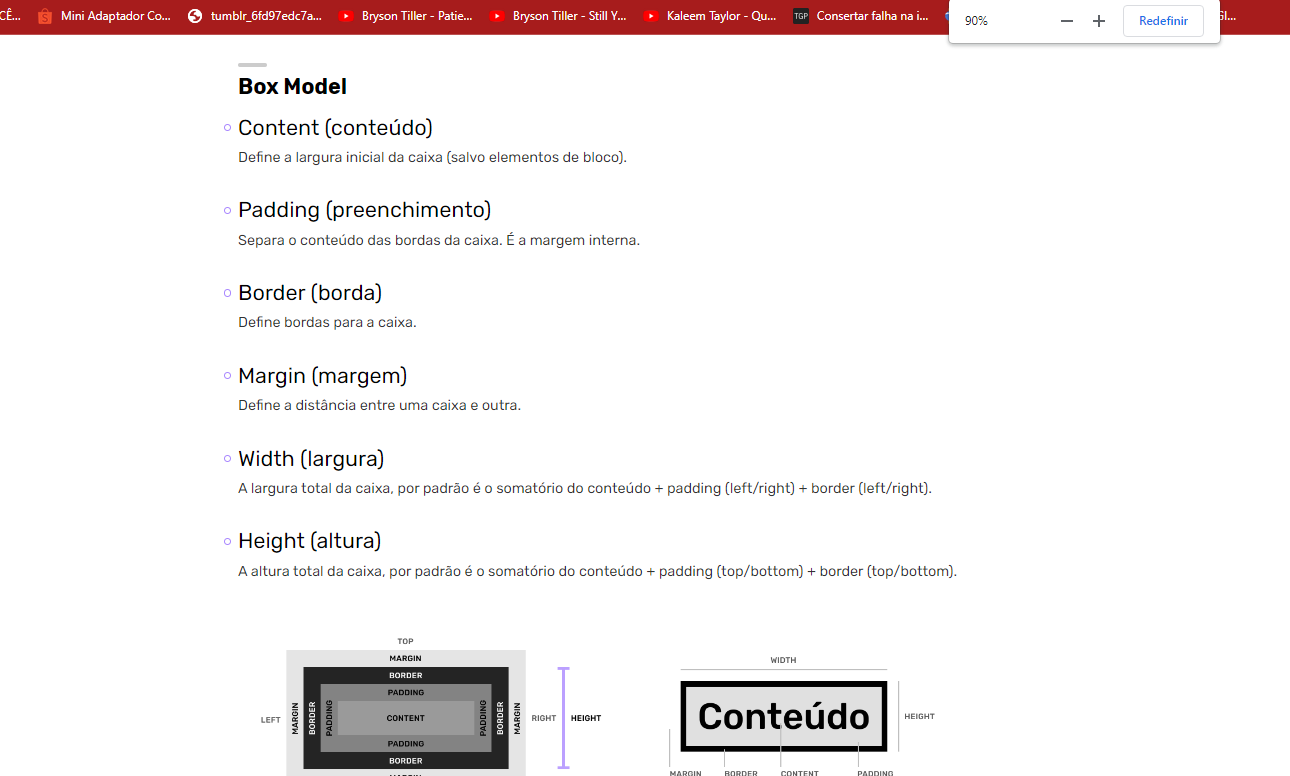 CÊ...
Mini Adaptador Co...
tumblr_6fd97edc7a...
Bryson Tiller - Patie...
Bryson Tiller - Still Y...
Kaleem Taylor - Qu...
TGP
Consertar falha na i...
90%
Redefinir
Gl...
Box Model
Content (conteúdo)
Define a largura inicial da caixa (salvo elementos de bloco).
Padding (preenchimento)
Separa o conteúdo das bordas da caixa. É a margem interna.
Border (borda)
Define bordas para a caixa.
Margin (margem)
Define a distância entre uma caixa e outra.
Width (largura)
A largura total da caixa, por padrão é o somatório do conteúdo + padding (left/right) + border (left/right).
Height (altura)
A altura total da caixa, por padrão é o somatório do conteúdo + padding (top/bottom) + border (top/bottom).
TOP
MARGIN
BORDER
PADDING
LEFT
MARGIN
BORDER
PADDING
CONTENT
PADDING
BORDER
MARGIN
RIGHT
HEIGHT
PADDING
BORDER
MARGIN
WIDTH
Conteúdo
HEIGHT
MARGIN
BORDER
CONTENT
PADDING